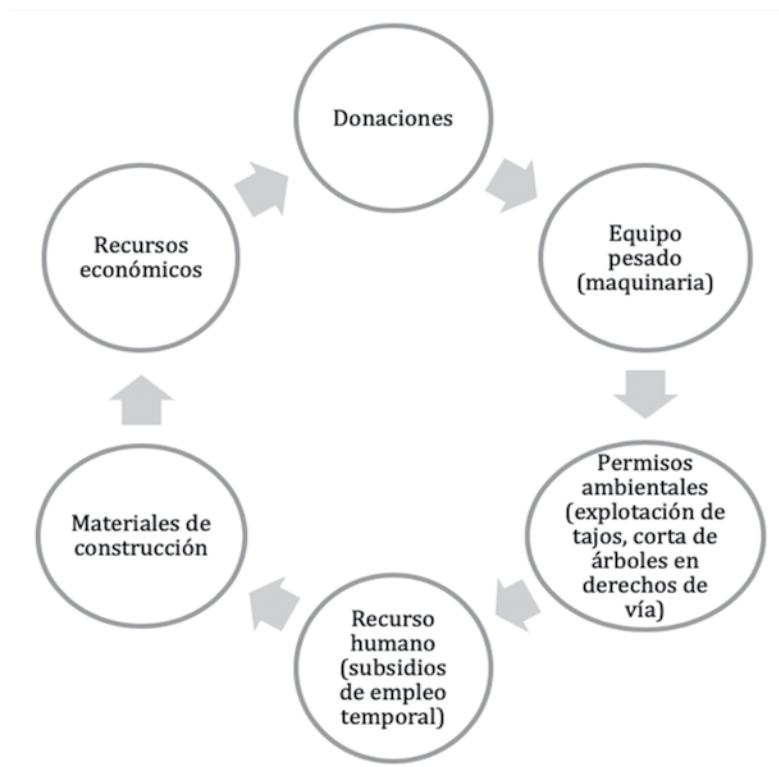 Donaciones
Equipo
pesado
(maquinaria)
Permisos
ambientales
(explotación de
tajos, corta de
árboles en
derechos de
vía)
Recurso
humano
(subsidios
de empleo
temporal)
Materiales de
construcción
Recursos
económicos